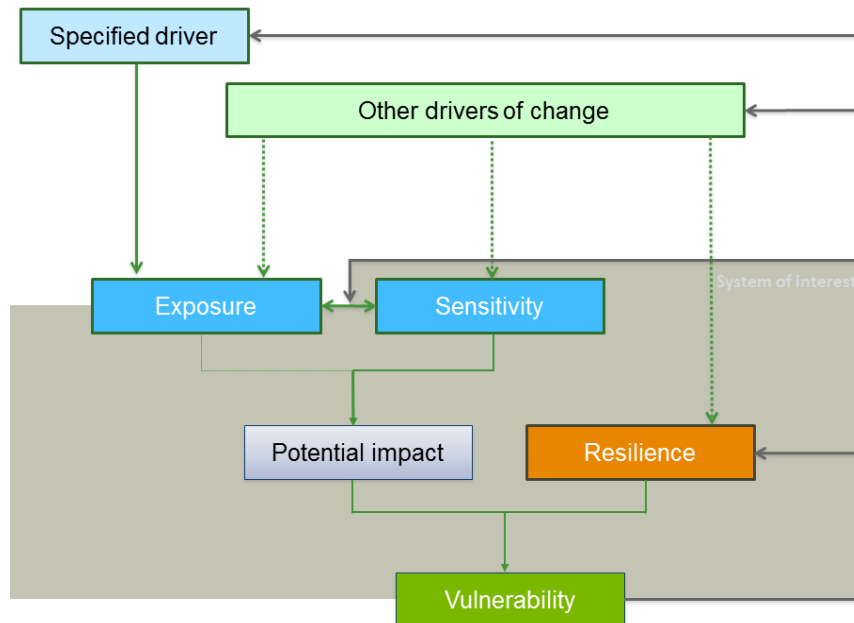 Specified driver
Other drivers of change
System of interest
Exposure
Sensitivity
Potential impact
Resilience
Vulnerability